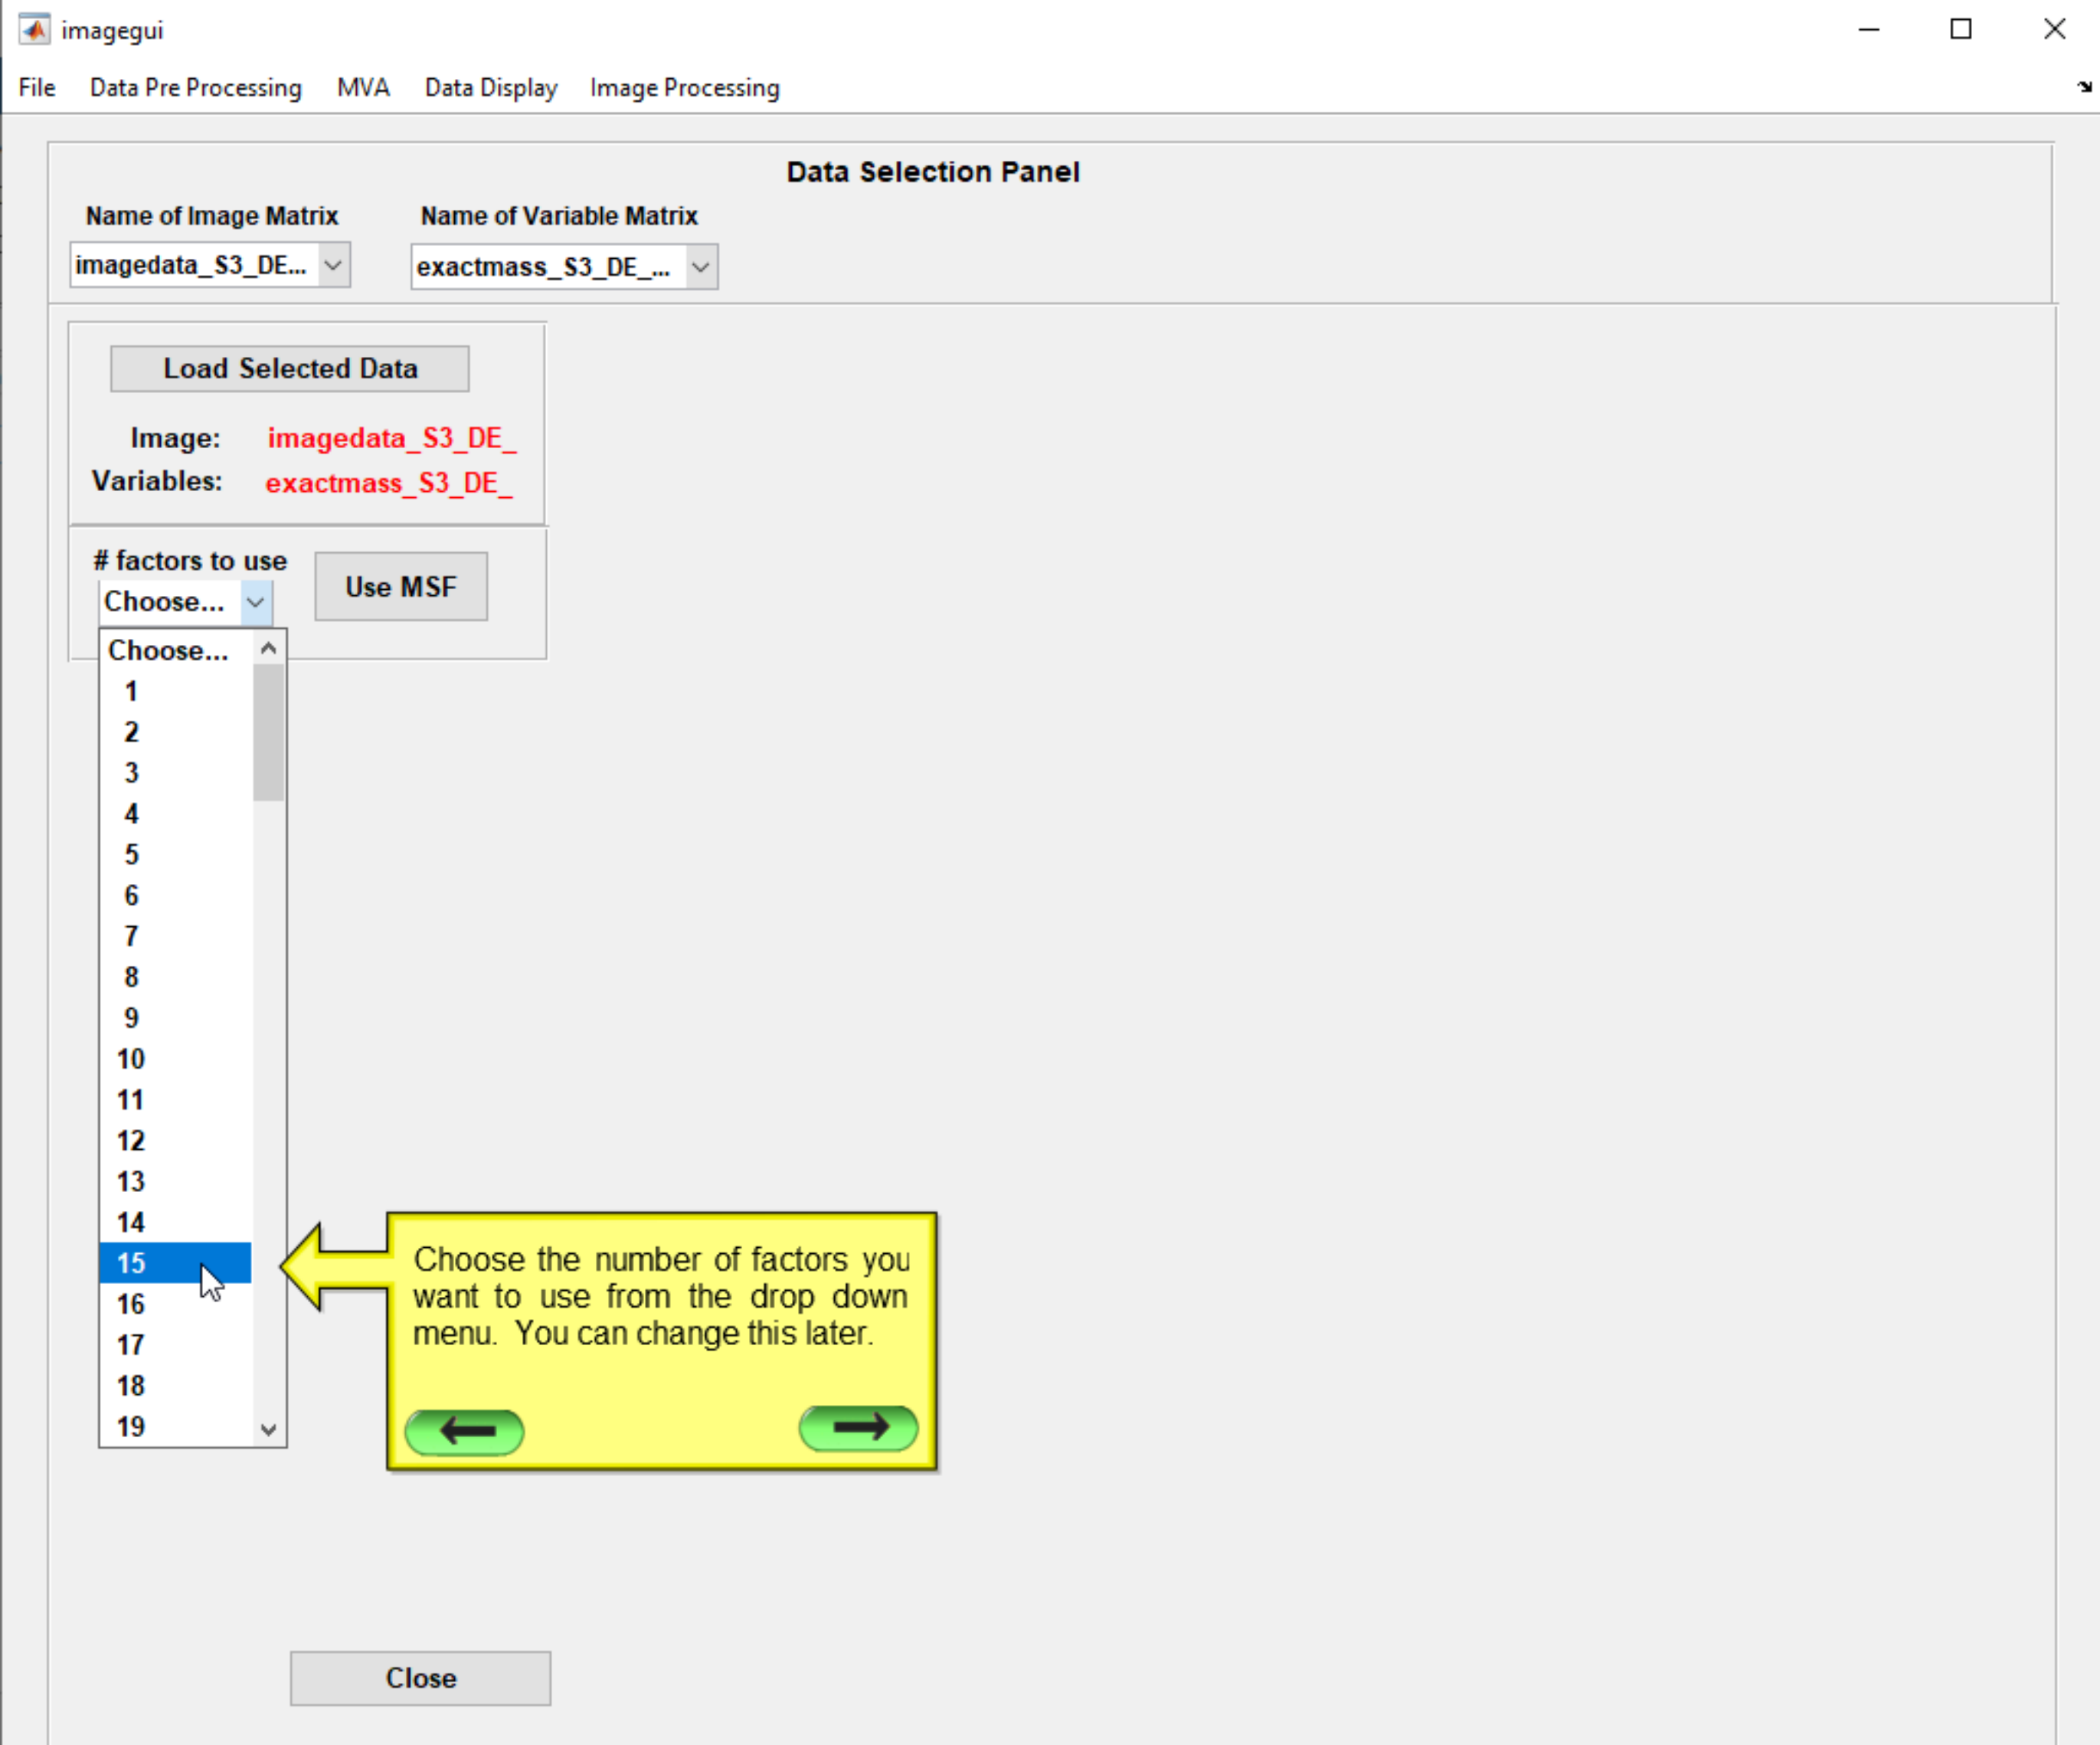 imagegui
File Data Pre Processing MVA Data Display Image Processing
Data Selection Panel
Name of Image Matrix Name of Variable Matrix
imagedata_S3_DE... exactmass_S3_DE_...
Load Selected Data
Image: imagedata_S3_DE_
Variables: exactmass_S3_DE_
# factors to use
Use MSF
Choose...
Choose...
1
2
3
4
5
6
7
8
9
10
11
12
13
14
15
16
17
18
19
Choose the number of factors you
want to use from the drop down
menu. You can change this later.
Close